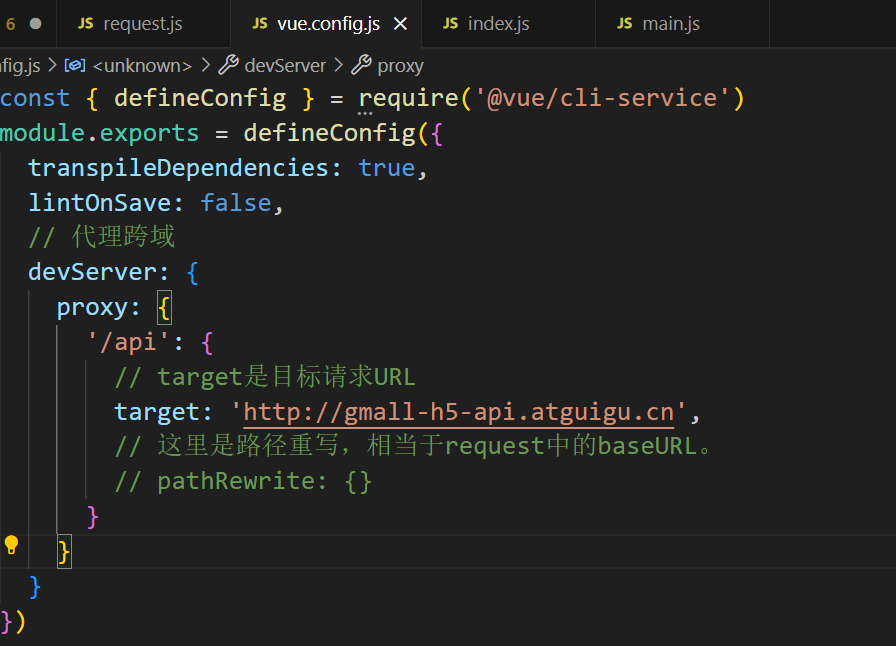 6 JS request.js JS vue.config.js JS index.js JS main.js
fig.js > <unknown> > devServer > proxy
const { defineConfig } = require('@vue/cli-service')
module.exports = defineConfig({
transpileDependencies: true,
lintOnSave: false,
// 代理跨域
devServer: {
proxy: {
'/api': {
// target是目标请求URL
target: 'http://gmall-h5-api.atguigu.cn',
// 这里是路径重写，相当于request中的baseURL。
// pathRewrite: {}
}
}
}
})